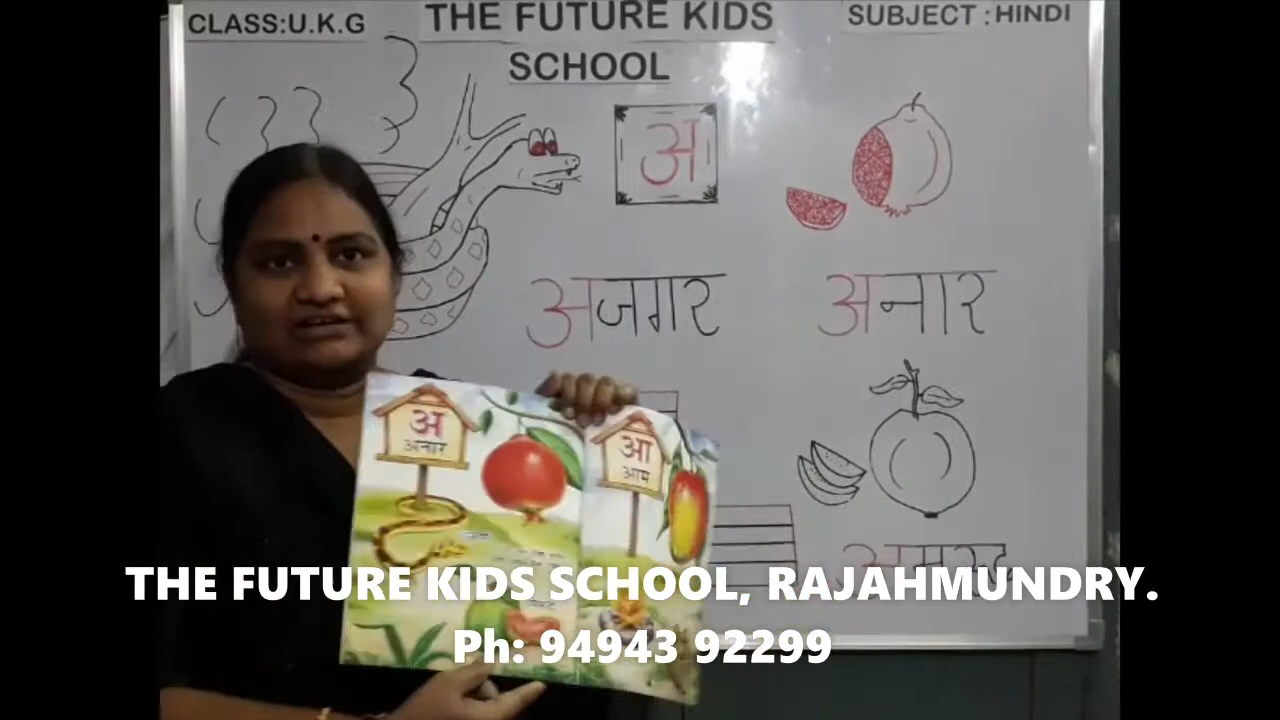 CLASS:U.K.G
THE FUTURE KIDS
SCHOOL
SUBJECT : HINDI
अ
अजगर
अनार
अ
अनार
आ
आम
THE FUTURE KIDS SCHOOL, RAJAHMUNDRY.
Ph: 94943 92299